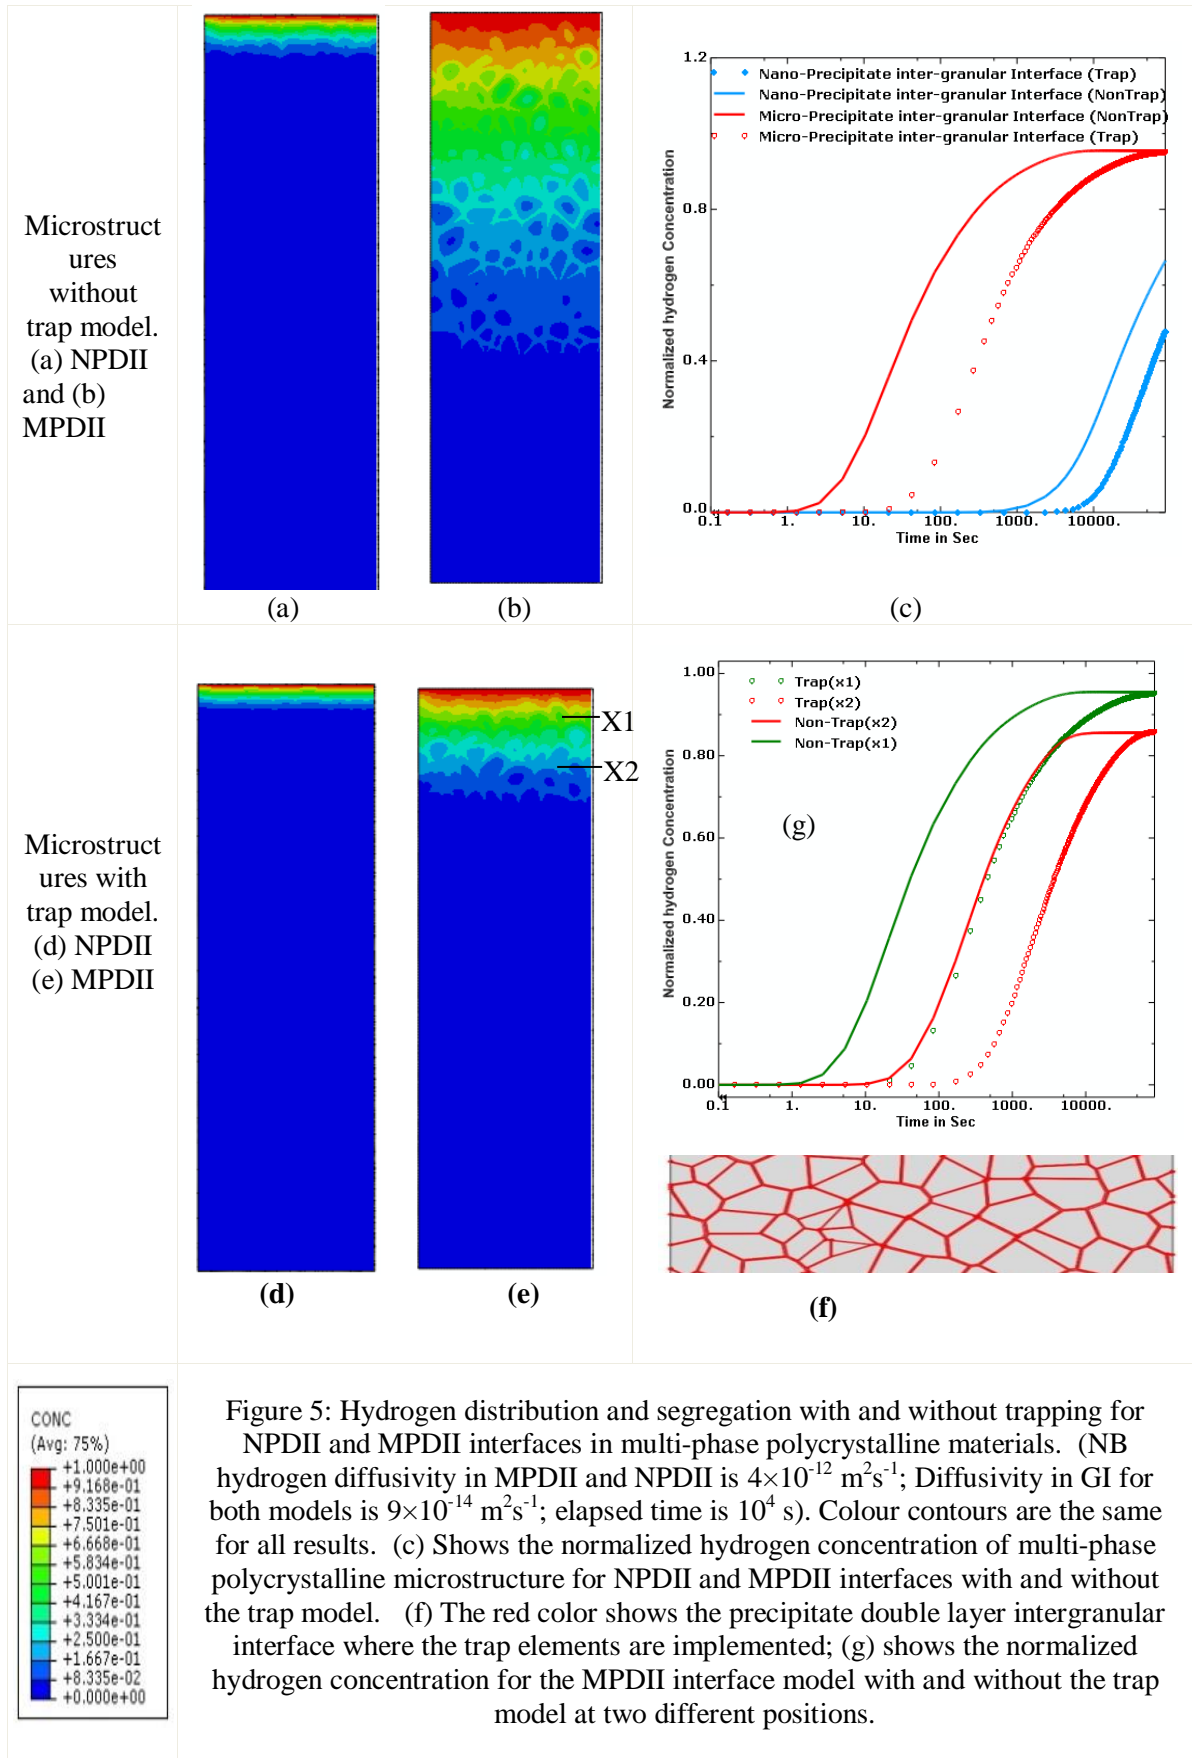 Microstruct
ures
without
trap model.
(a) NPDII
and (b)
MPDII
(a)
(b)
1.2
0.8
0.4
0.0
Normalized hydrogen Concentration
Nano-Precipitate inter-granular Interface (Trap)
Nano-Precipitate inter-granular Interface (NonTrap)
Micro-Precipitate inter-granular Interface (NonTrap)
Micro-Precipitate inter-granular Interface (Trap)
0.1 1. 10. 100. 1000. 10000.
Time in Sec
(c)
Microstruct
ures with
trap model.
(d) NPDII
(e) MPDII
(d)
X1
X2
(e)
1.00
0.80
0.60
0.40
0.20
0.00
Normalized hydrogen Concentration
Trap(x1)
Trap(x2)
Non-Trap(x2)
Non-Trap(x1)
(g)
0.1 1. 10. 100. 1000. 10000.
Time in Sec
(f)
CONC
(Avg: 75%)
+1.000e+00
+9.168e-01
+8.335e-01
+7.501e-01
+6.668e-01
+5.834e-01
+5.001e-01
+4.167e-01
+3.334e-01
+2.500e-01
+1.667e-01
+8.335e-02
+0.000e+00
Figure 5: Hydrogen distribution and segregation with and without trapping for
NPDII and MPDII interfaces in multi-phase polycrystalline materials. (NB
hydrogen diffusivity in MPDII and NPDII is 4×10⁻¹² m²s⁻¹; Diffusivity in GI for
both models is 9×10⁻¹⁴ m²s⁻¹; elapsed time is 10⁴ s). Colour contours are the same
for all results. (c) Shows the normalized hydrogen concentration of multi-phase
polycrystalline microstructure for NPDII and MPDII interfaces with and without
the trap model. (f) The red color shows the precipitate double layer intergranular
interface where the trap elements are implemented; (g) shows the normalized
hydrogen concentration for the MPDII interface model with and without the trap
model at two different positions.